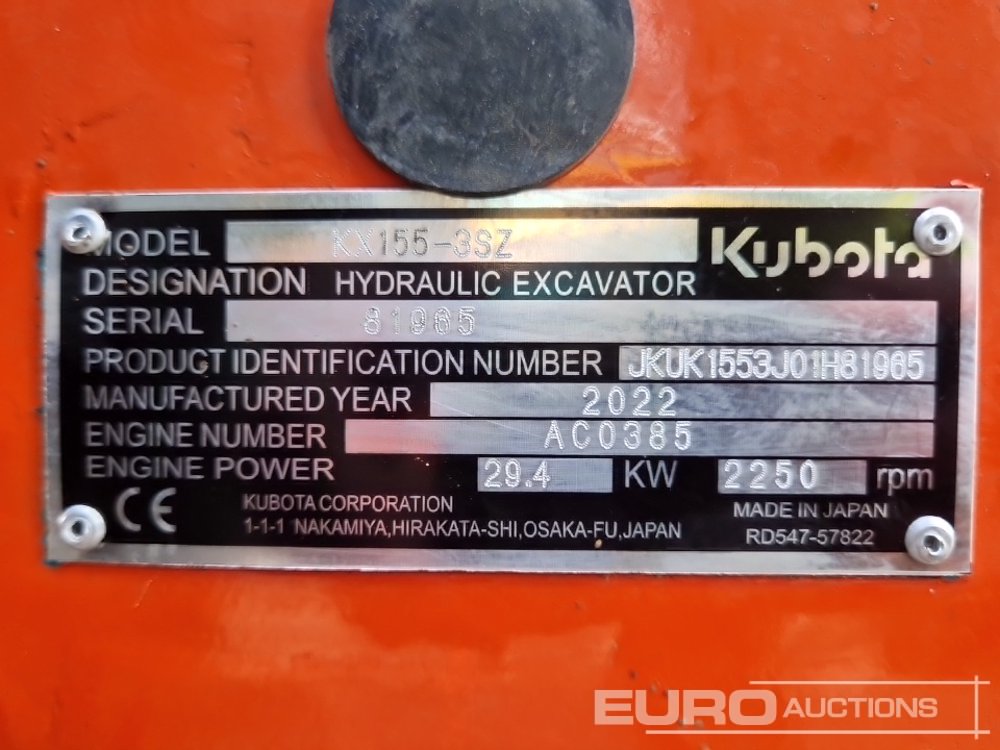 MODEL KX155-3SZ Kubota
DESIGNATION HYDRAULIC EXCAVATOR
SERIAL 81965
PRODUCT IDENTIFICATION NUMBER JKUK1553J01H81965
MANUFACTURED YEAR 2022
ENGINE NUMBER AC0385
ENGINE POWER 29.4 KW 2250 rpm
CE KUBOTA CORPORATION MADE IN JAPAN
1-1-1 NAKAMIYA,HIRAKATA-SHI,OSAKA-FU,JAPAN RD547-57822
EURO AUCTIONS